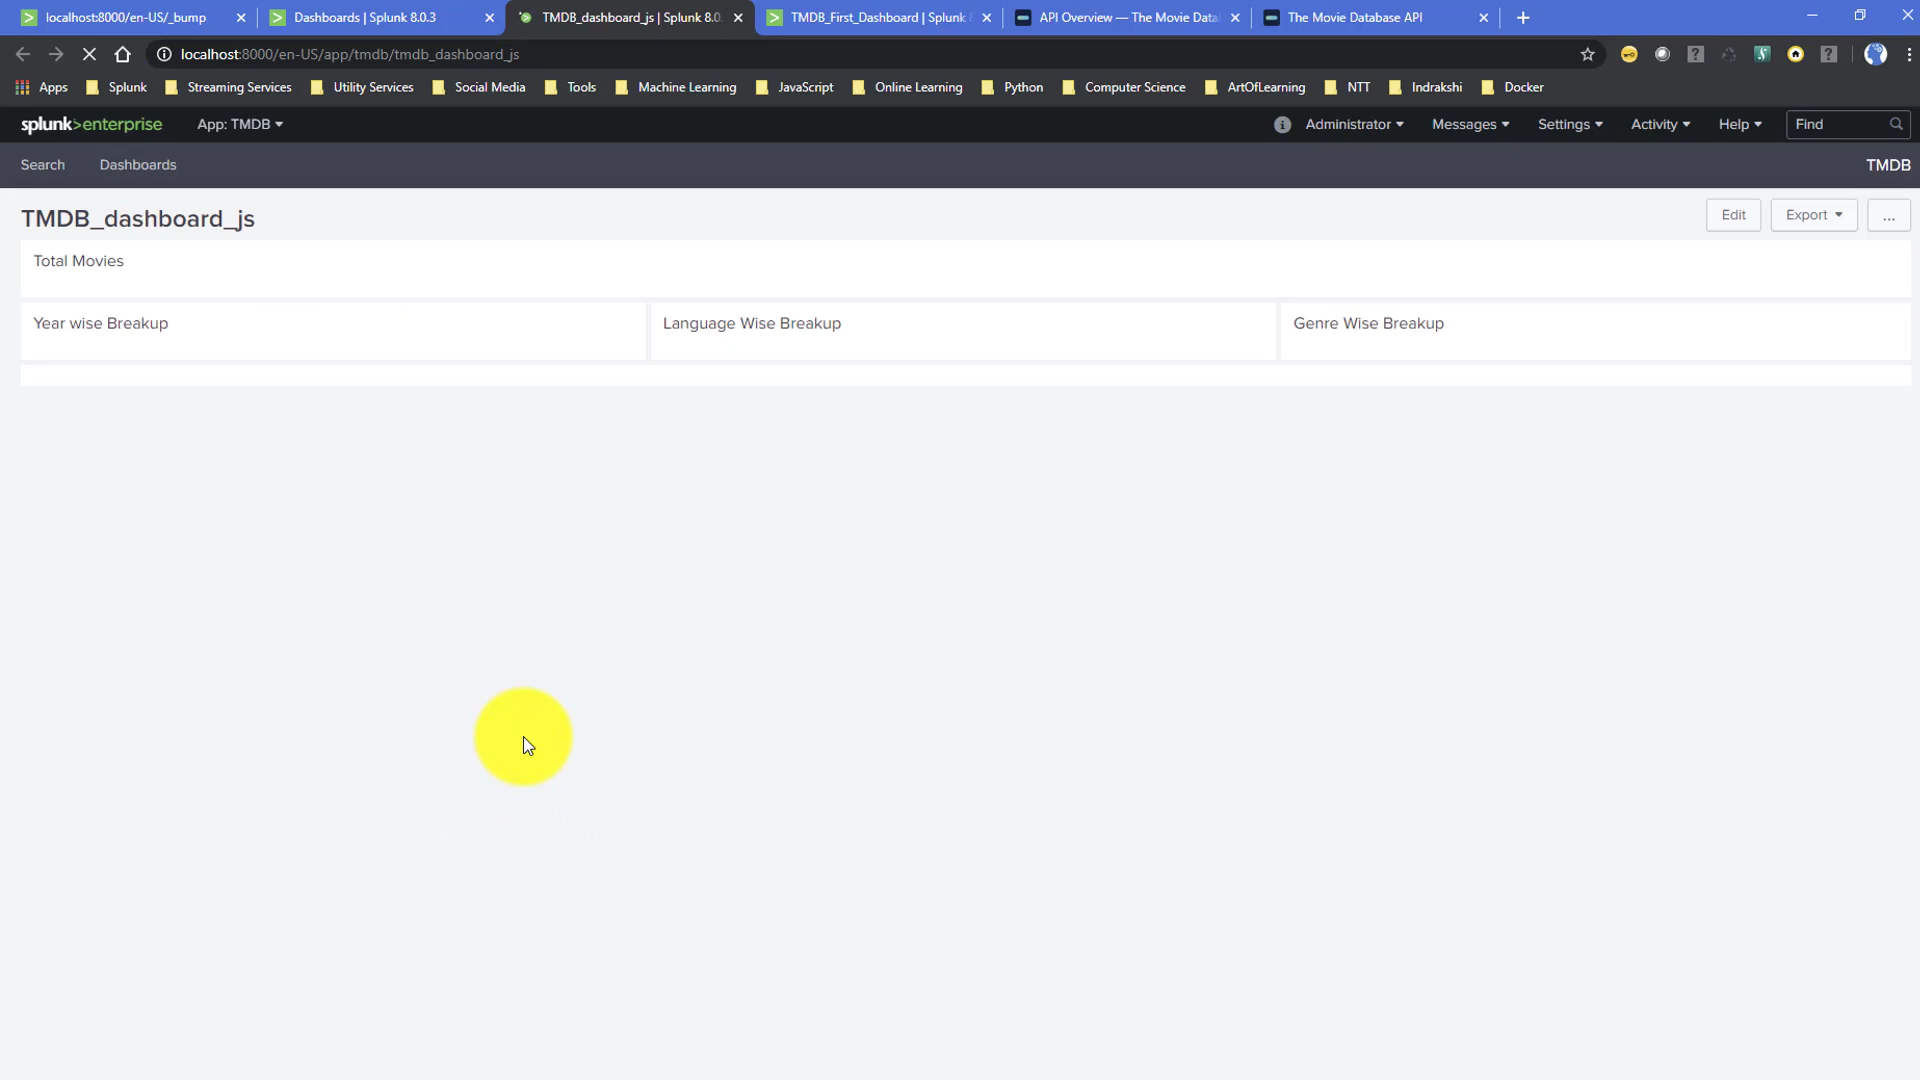 localhost:8000/en-US/_bump
Dashboards | Splunk 8.0.3
TMDB_dashboard_js | Splunk 8.0.
TMDB_First_Dashboard | Splunk
API Overview — The Movie Data
The Movie Database API
localhost:8000/en-US/app/tmdb/tmdb_dashboard_js
Apps
Splunk
Streaming Services
Utility Services
Social Media
Tools
Machine Learning
JavaScript
Online Learning
Python
Computer Science
ArtOfLearning
NTT
Indrakshi
Docker
splunk>enterprise
App: TMDB
Administrator
Messages
Settings
Activity
Help
Find
Search
Dashboards
TMDB
TMDB_dashboard_js
Edit
Export
...
Total Movies
Year wise Breakup
Language Wise Breakup
Genre Wise Breakup